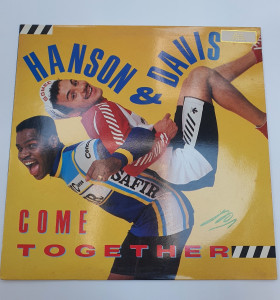 HANSON
& DAVIS
COME
TOGETHER
SAFIR